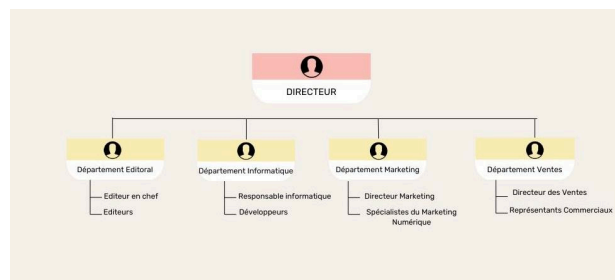 DIRECTEUR
Département Editoral
Editeur en chef
Editeurs
Département Informatique
Responsable informatique
Développeurs
Département Marketing
Directeur Marketing
Spécialistes du Marketing
Numérique
Département Ventes
Directeur des Ventes
Représentants Commerciaux